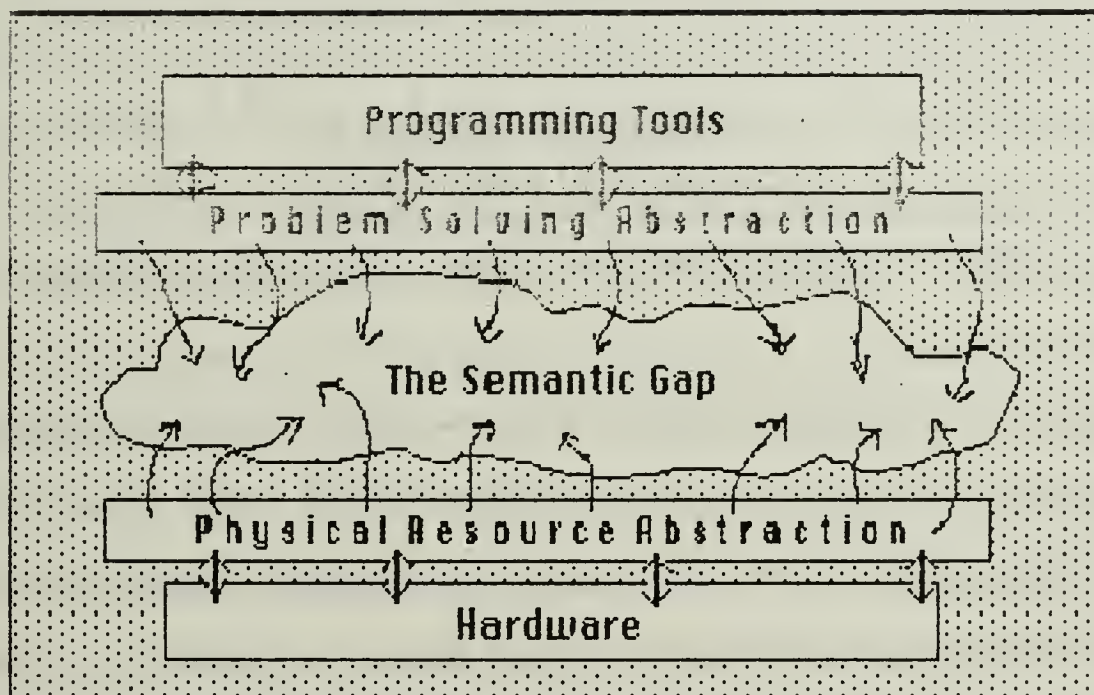 Programming Tools
Problem Solving Abstraction
The Semantic Gap
Physical Resource Abstraction
Hardware